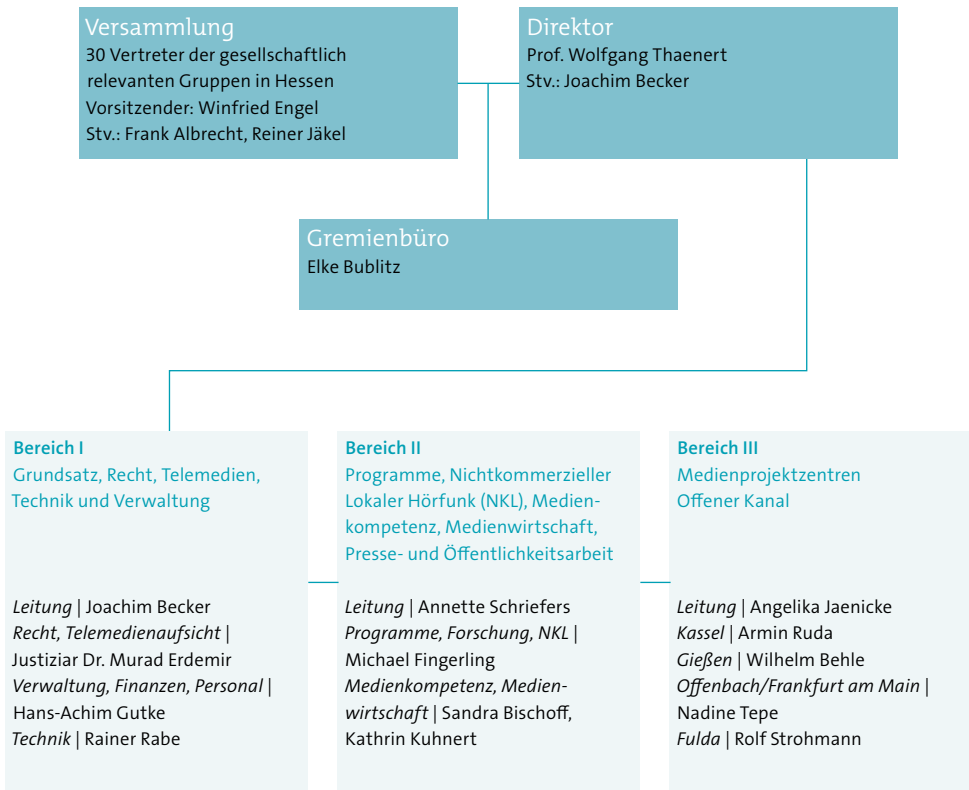 Versammlung
30 Vertreter der gesellschaftlich
relevanten Gruppen in Hessen
Vorsitzender: Winfried Engel
Stv.: Frank Albrecht, Reiner Jäkel
Direktor
Prof. Wolfgang Thaenert
Stv.: Joachim Becker
Gremienbüro
Elke Bublitz
Bereich I
Grundsatz, Recht, Telemedien,
Technik und Verwaltung
Leitung | Joachim Becker
Recht, Telemedienaufsicht |
Justiziar Dr. Murad Erdemir
Verwaltung, Finanzen, Personal |
Hans-Achim Gutke
Technik | Rainer Rabe
Bereich II
Programme, Nichtkommerzieller
Lokaler Hörfunk (NKL), Medien-
kompetenz, Medienwirtschaft,
Presse- und Öffentlichkeitsarbeit
Leitung | Annette Schriefers
Programme, Forschung, NKL |
Michael Fingerling
Medienkompetenz, Medien-
wirtschaft | Sandra Bischoff,
Kathrin Kuhnert
Bereich III
Medienprojektzentren
Offener Kanal
Leitung | Angelika Jaenicke
Kassel | Armin Ruda
Gießen | Wilhelm Behle
Offenbach/Frankfurt am Main |
Nadine Tepe
Fulda | Rolf Strohmann